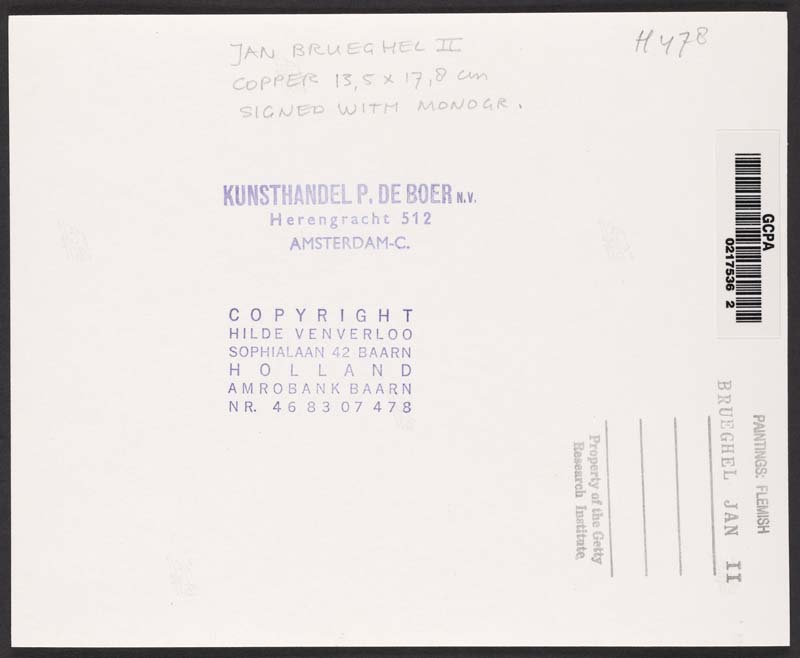 JAN BRUEGHEL II
COPPER 13,5 x 17,8 cm
SIGNED WITH MONOGR.
H478
KUNSTHANDEL P. DE BOER N.V.
Herengracht 512
AMSTERDAM-C.
COPYRIGHT
HILDE VENVERLOO
SOPHIALAAN 42 BAARN
HOLLAND
AMROBANK BAARN
NR. 46 83 07 478
GCPA
0217536 2
PAINTINGS: FLEMISH
BRUEGHEL JAN II
Property of the Getty
Research Institute